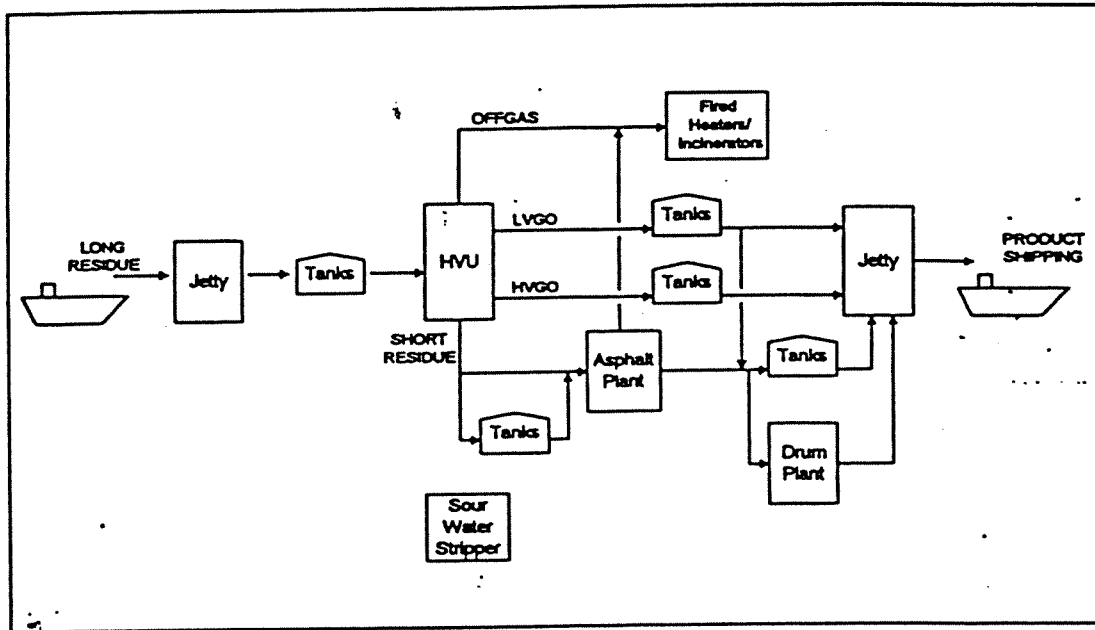 OFFGAS
Fired
Heaters/
Incinerators
LONG
RESIDUE
Jetty
Tanks
HVU
LVGO
Tanks
HVGO
Tanks
Jetty
PRODUCT
SHIPPING
SHORT
RESIDUE
Tanks
Asphalt
Plant
Tanks
Drum
Plant
Sour
Water
Stripper